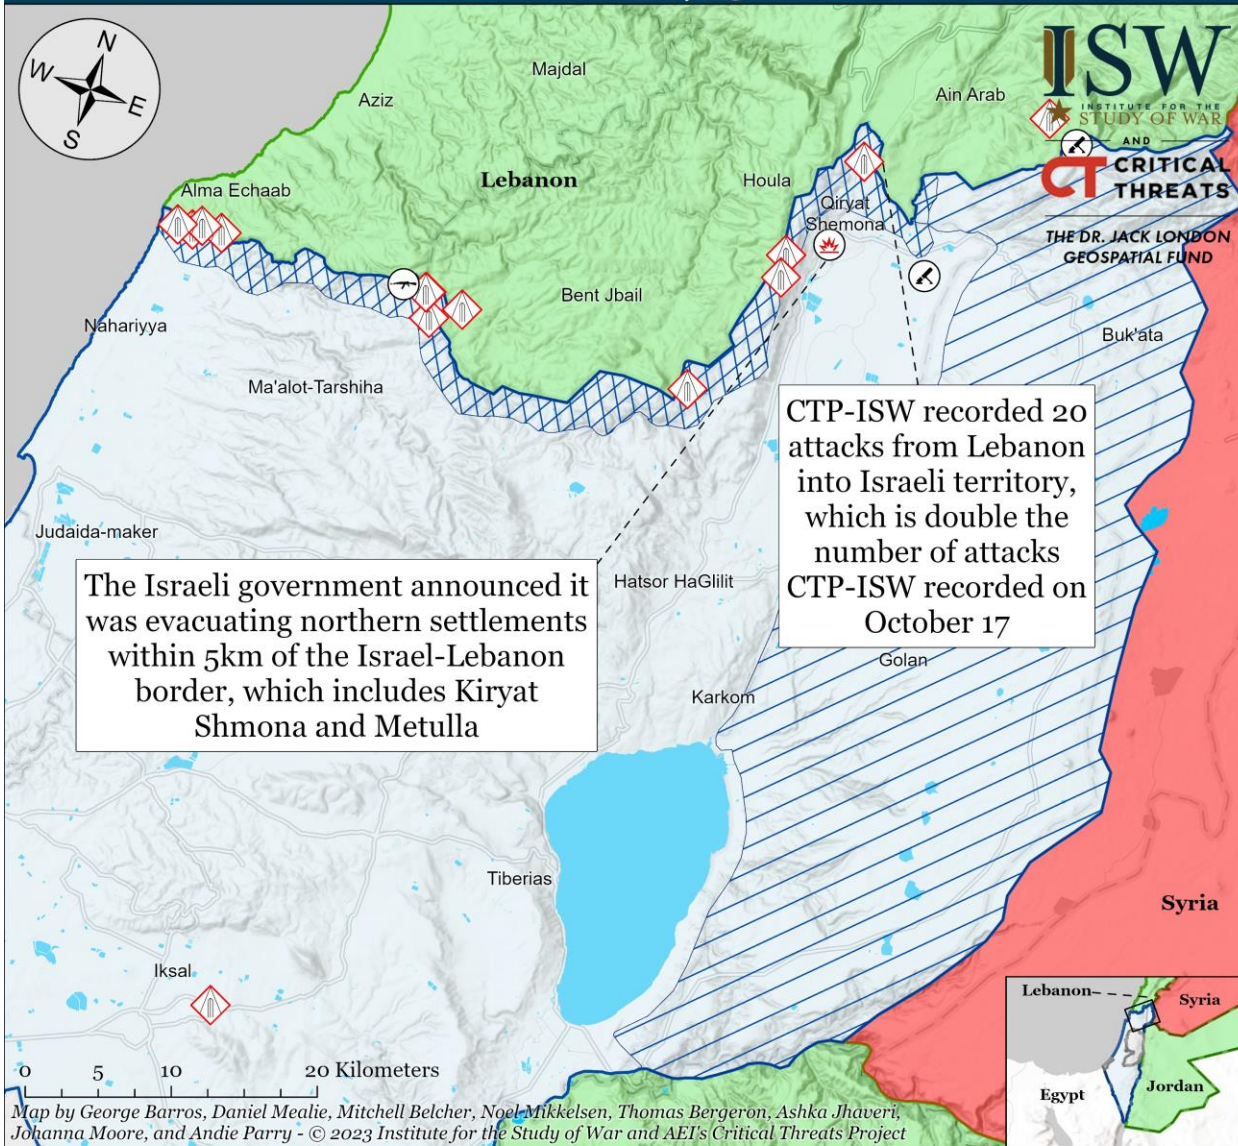 N
W
E
S
ISW
INSTITUTE FOR THE
STUDY OF WAR
AND
CT CRITICAL
THREATS
THE DR. JACK LONDON
GEOSPATIAL FUND
Majdal
Aziz
Ain Arab
Lebanon
Houla
Alma Echaab
Qiryat
Shemona
Bent Jbail
Nahariyya
Buk'ata
Ma'alot-Tarshiha
CTP-ISW recorded 20
attacks from Lebanon
into Israeli territory,
which is double the
number of attacks
CTP-ISW recorded on
October 17
Judaida-maker
The Israeli government announced it
was evacuating northern settlements
within 5km of the Israel-Lebanon
border, which includes Kiryat
Shmona and Metulla
Hatsor HaGlilit
Golan
Karkom
Tiberias
Syria
Iksal
Lebanon
Syria
Egypt
Jordan
0 5 10 20 Kilometers
Map by George Barros, Daniel Mealie, Mitchell Belcher, Noel Mikkelsen, Thomas Bergeron, Ashka Jhaveri,
Johanna Moore, and Andie Parry - © 2023 Institute for the Study of War and AEI's Critical Threats Project